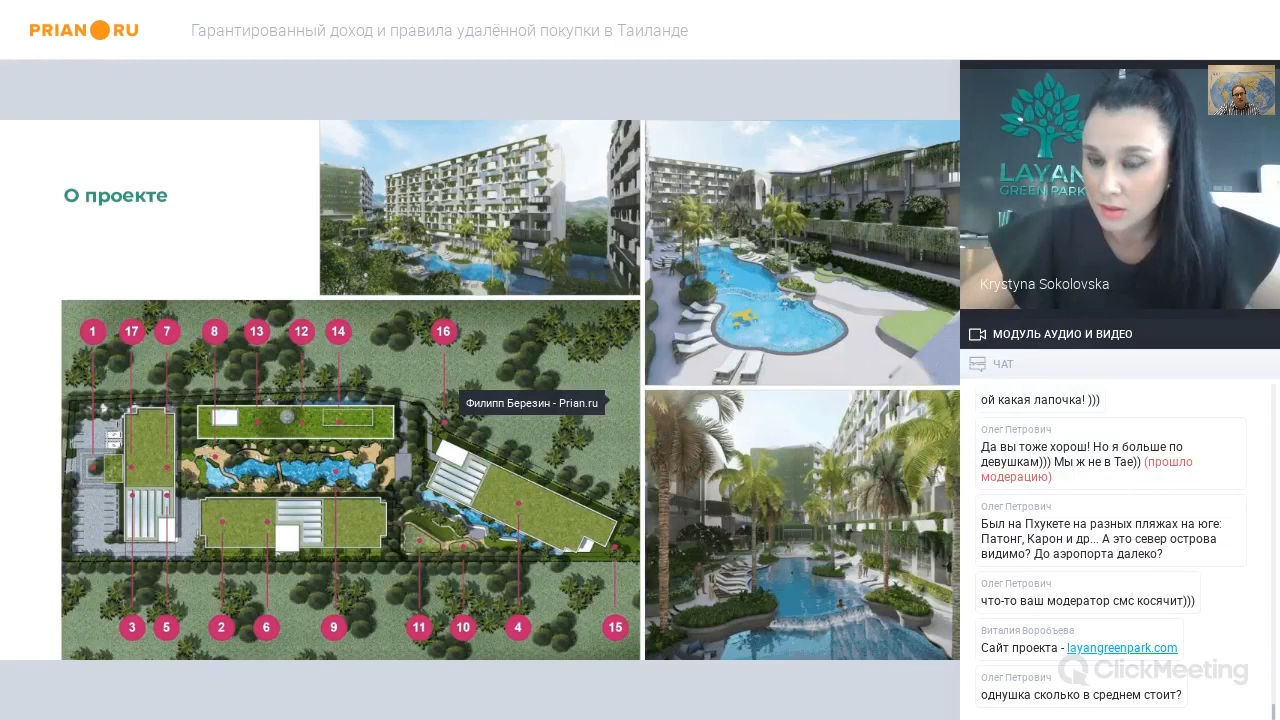 PRIAN RU
Гарантированный доход и правила удалённой покупки в Таиланде
О проекте
1 17 7 8 13 12 14 16
Филипп Березин - Prian.ru
3 5 2 6 9 11 10 4 15
LAYAN
GREEN PARK
Krystyna Sokolovska
МОДУЛЬ АУДИО И ВИДЕО
ЧАТ
ой какая лапочка! )))
Олег Петрович
Да вы тоже хорош! Но я больше по
девушкам))) Мы ж не в Тае)) (прошло
модерацию)
Олег Петрович
Был на Пхукете на разных пляжах на юге:
Патонг, Карон и др... А это север острова
видимо? До аэропорта далеко?
Олег Петрович
что-то ваш модератор смс косячит)))
Виталия Воробъева
Сайт проекта - layangreenpark.com
Олег Петрович
однушка сколько в среднем стоит?
ClickMeeting